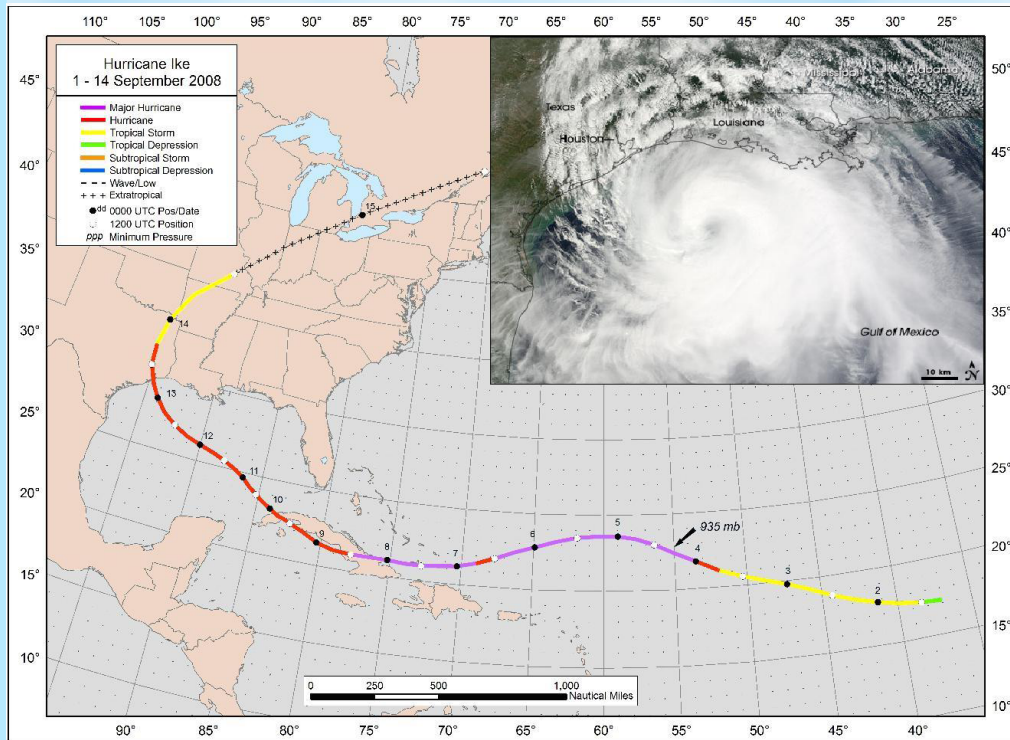 110° 105° 100° 95° 90° 85° 80° 75° 70° 65° 60° 55° 50° 45° 40° 35° 30° 25°
Hurricane Ike
1 - 14 September 2008
Major Hurricane
Hurricane
Tropical Storm
Tropical Depression
Subtropical Storm
Subtropical Depression
Wave/Low
Extratropical
dd 0000 UTC Pos/Date
1200 UTC Position
ppp Minimum Pressure
45°
40°
35°
30°
25°
20°
15°
10°
Mississippi
Alabama
Texas
Louisiana
Houston
Gulf of Mexico
10 km
N
50°
45°
40°
35°
30°
25°
20°
15°
15
14
13
12
11
10
9
8
7
6
5
935 mb
4
3
2
0 250 500 1,000
Nautical Miles
90° 85° 80° 75° 70° 65° 60° 55° 50° 45° 40°